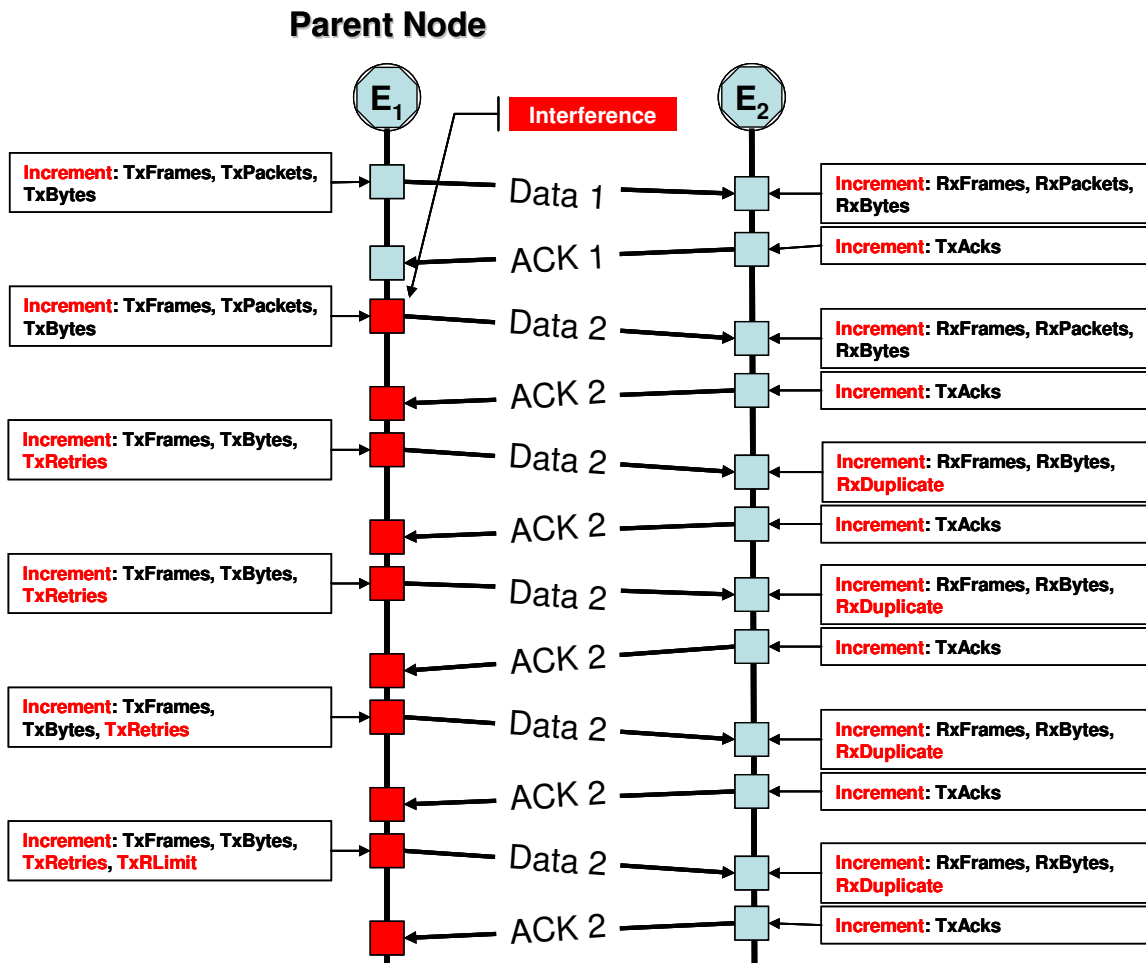 Parent Node
E1
E2
Interference
Increment: TxFrames, TxPackets,
TxBytes
Data 1
Increment: RxFrames, RxPackets,
RxBytes
ACK 1
Increment: TxAcks
Increment: TxFrames, TxPackets,
TxBytes
Data 2
Increment: RxFrames, RxPackets,
RxBytes
ACK 2
Increment: TxAcks
Increment: TxFrames, TxBytes,
TxRetries
Data 2
Increment: RxFrames, RxBytes,
RxDuplicate
ACK 2
Increment: TxAcks
Increment: TxFrames, TxBytes,
TxRetries
Data 2
Increment: RxFrames, RxBytes,
RxDuplicate
ACK 2
Increment: TxAcks
Increment: TxFrames,
TxBytes, TxRetries
Data 2
Increment: RxFrames, RxBytes,
RxDuplicate
ACK 2
Increment: TxAcks
Increment: TxFrames, TxBytes,
TxRetries, TxRLimit
Data 2
Increment: RxFrames, RxBytes,
RxDuplicate
ACK 2
Increment: TxAcks